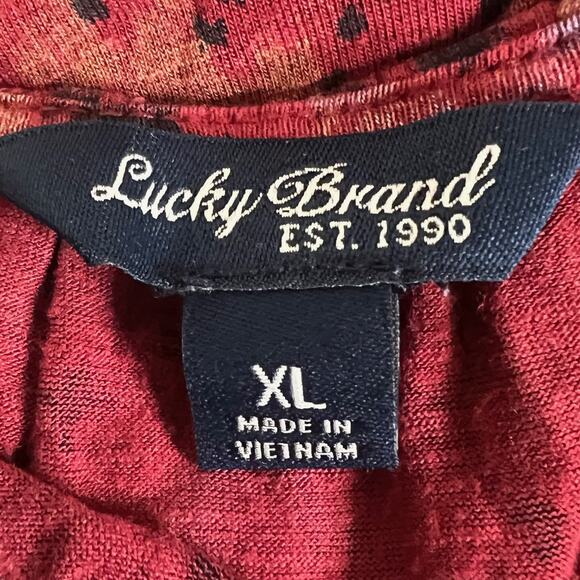 Lucky Brand
EST. 1990
XL
MADE IN
VIETNAM